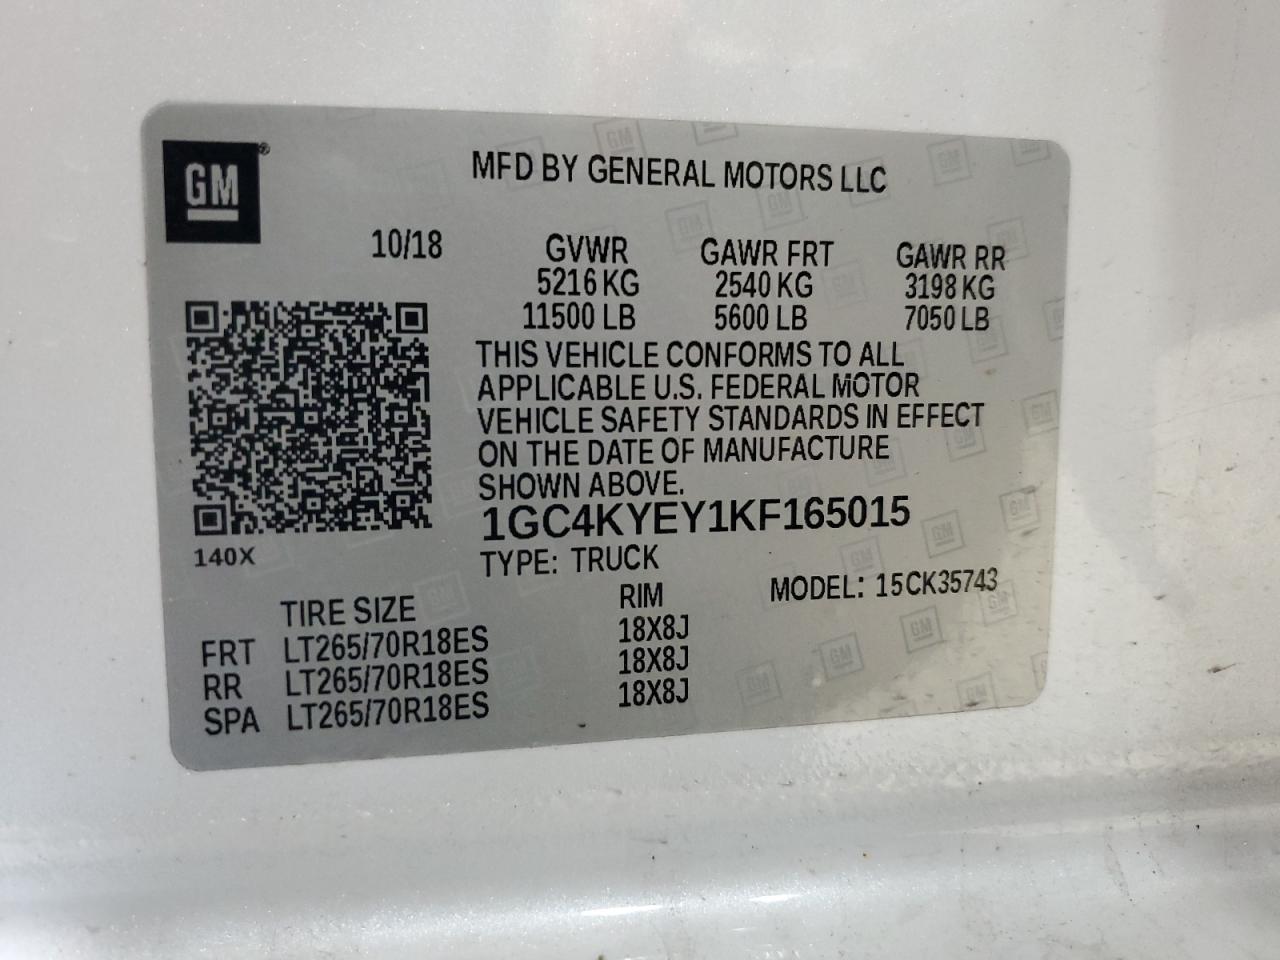 GM®
MFD BY GENERAL MOTORS LLC
10/18 GVWR GAWR FRT GAWR RR
5216 KG 2540 KG 3198 KG
11500 LB 5600 LB 7050 LB
THIS VEHICLE CONFORMS TO ALL
APPLICABLE U.S. FEDERAL MOTOR
VEHICLE SAFETY STANDARDS IN EFFECT
ON THE DATE OF MANUFACTURE
SHOWN ABOVE.
1GC4KYEY1KF165015
140X
TYPE: TRUCK
MODEL: 15CK35743
TIRE SIZE RIM
FRT LT265/70R18ES 18X8J
RR LT265/70R18ES 18X8J
SPA LT265/70R18ES 18X8J